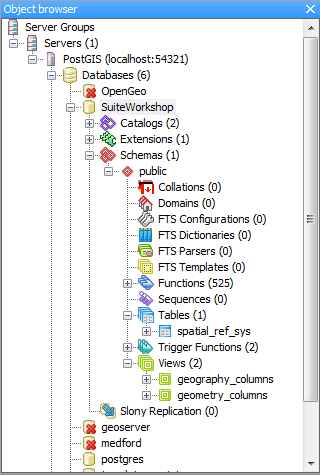 Object browser
Server Groups
Servers (1)
PostGIS (localhost:54321)
Databases (6)
OpenGeo
SuiteWorkshop
Catalogs (2)
Extensions (1)
Schemas (1)
public
Collations (0)
Domains (0)
FTS Configurations (0)
FTS Dictionaries (0)
FTS Parsers (0)
FTS Templates (0)
Functions (525)
Sequences (0)
Tables (1)
spatial_ref_sys
Trigger Functions (2)
Views (2)
geography_columns
geometry_columns
Slony Replication (0)
geoserver
medford
postgres